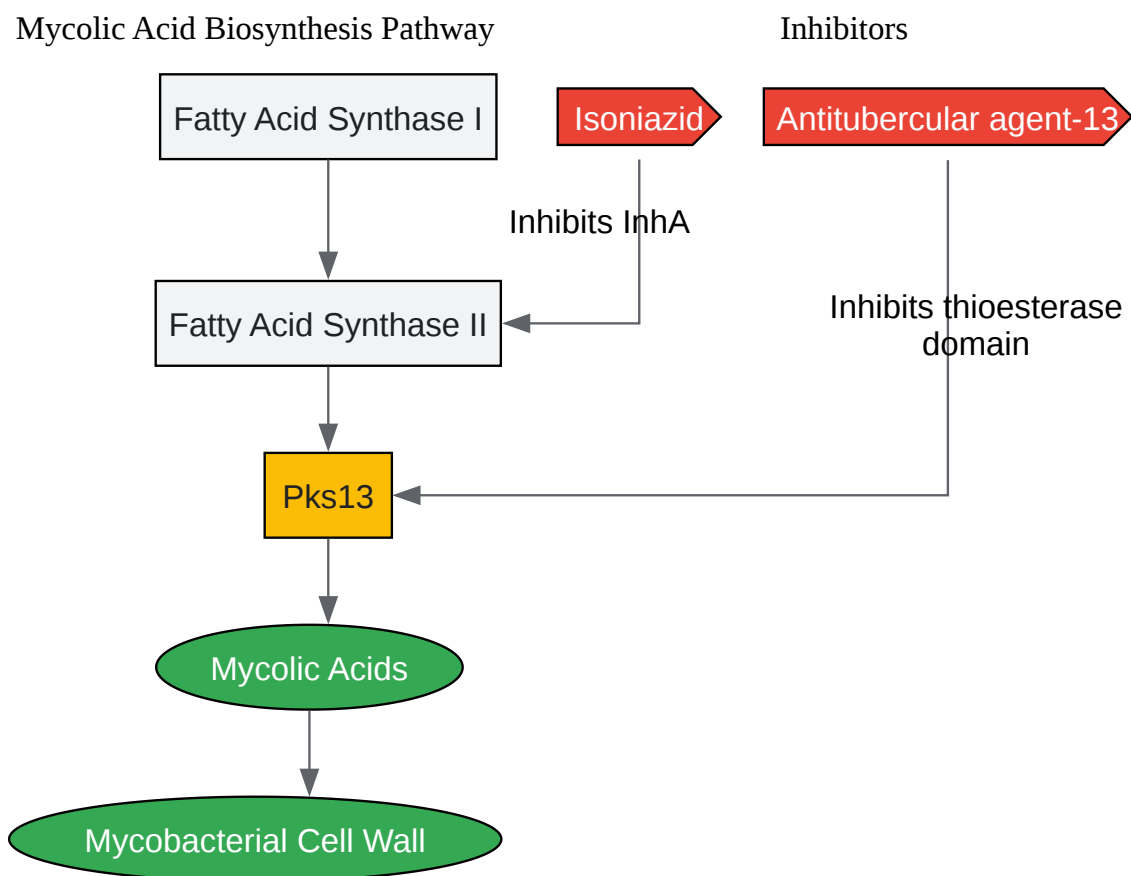 Mycolic Acid Biosynthesis Pathway
Inhibitors
Fatty Acid Synthase I
Isoniazid
Antitubercular agent-13
Inhibits InhA
Inhibits thioesterase
domain
Fatty Acid Synthase II
Pks13
Mycolic Acids
Mycobacterial Cell Wall